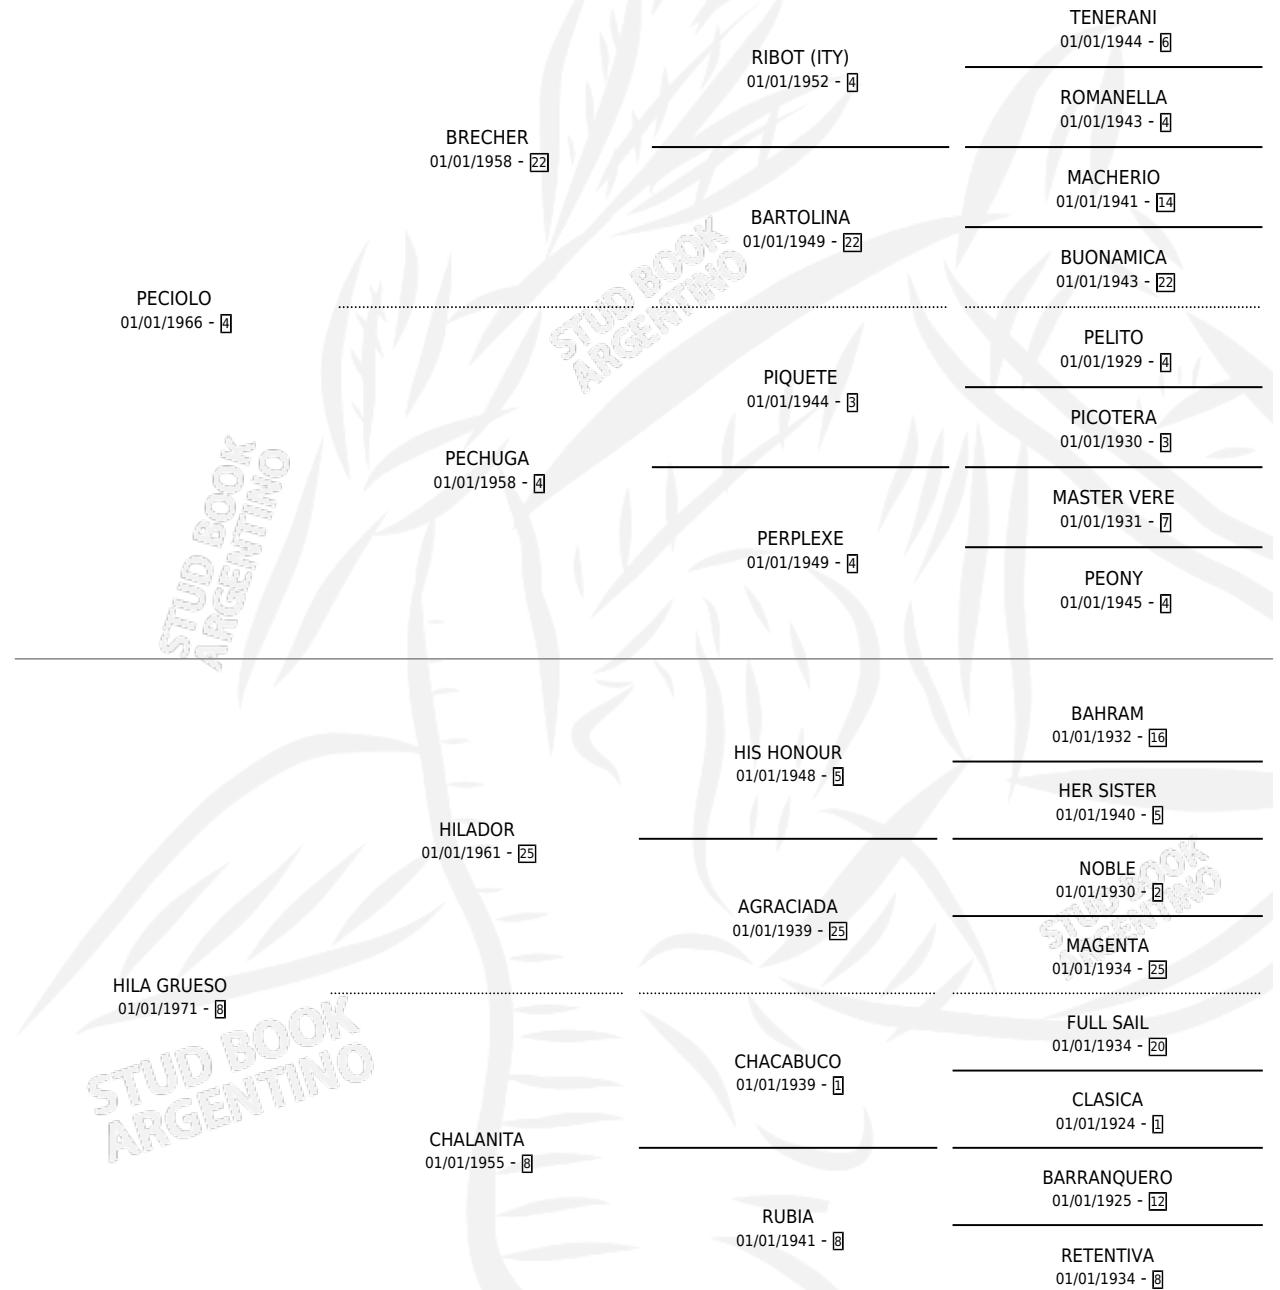 TENERANI
01/01/1944 - 6
RIBOT (ITY)
01/01/1952 - 4
ROMANELLA
01/01/1943 - 4
BRECHER
01/01/1958 - 22
MACHERIO
01/01/1941 - 14
BARTOLINA
01/01/1949 - 22
BUONAMICA
01/01/1943 - 22
PECIOLO
01/01/1966 - 4
STUD BOOK
ARGENTINO
PELITO
01/01/1929 - 4
PIQUETE
01/01/1944 - 3
PICOTERA
01/01/1930 - 3
PECHUGA
01/01/1958 - 4
STUD BOOK
ARGENTINO
MASTER VERE
01/01/1931 - 7
PERPLEXE
01/01/1949 - 4
PEONY
01/01/1945 - 4
BAHRAM
01/01/1932 - 16
HIS HONOUR
01/01/1948 - 5
HER SISTER
01/01/1940 - 5
HILADOR
01/01/1961 - 25
NOBLE
01/01/1930 - 2
STUD BOOK
ARGENTINO
AGRACIADA
01/01/1939 - 25
MAGENTA
01/01/1934 - 25
HILA GRUESO
01/01/1971 - 8
STUD BOOK
ARGENTINO
FULL SAIL
01/01/1934 - 20
CHACABUCO
01/01/1939 - 1
CLASICA
01/01/1924 - 1
CHALANITA
01/01/1955 - 8
BARRANQUERO
01/01/1925 - 12
RUBIA
01/01/1941 - 8
RETENTIVA
01/01/1934 - 8